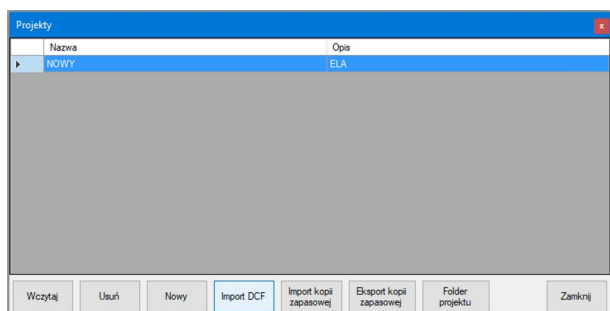 Projekty
Nazwa Opis
NOWY ELA
Wczytaj Usuń Nowy Import DCF Import kopii zapasowej Eksport kopii zapasowej Folder projektu Zamknij